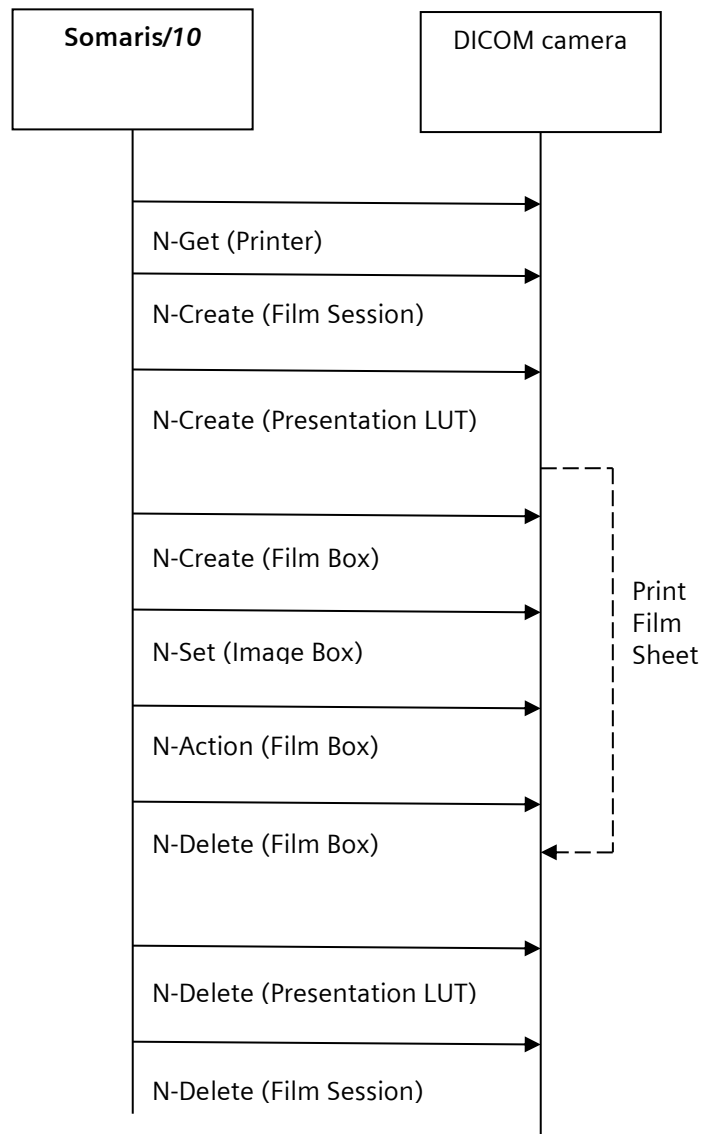 Somaris/10
DICOM camera
N-Get (Printer)
N-Create (Film Session)
N-Create (Presentation LUT)
N-Create (Film Box)
Print
Film
Sheet
N-Set (Image Box)
N-Action (Film Box)
N-Delete (Film Box)
N-Delete (Presentation LUT)
N-Delete (Film Session)